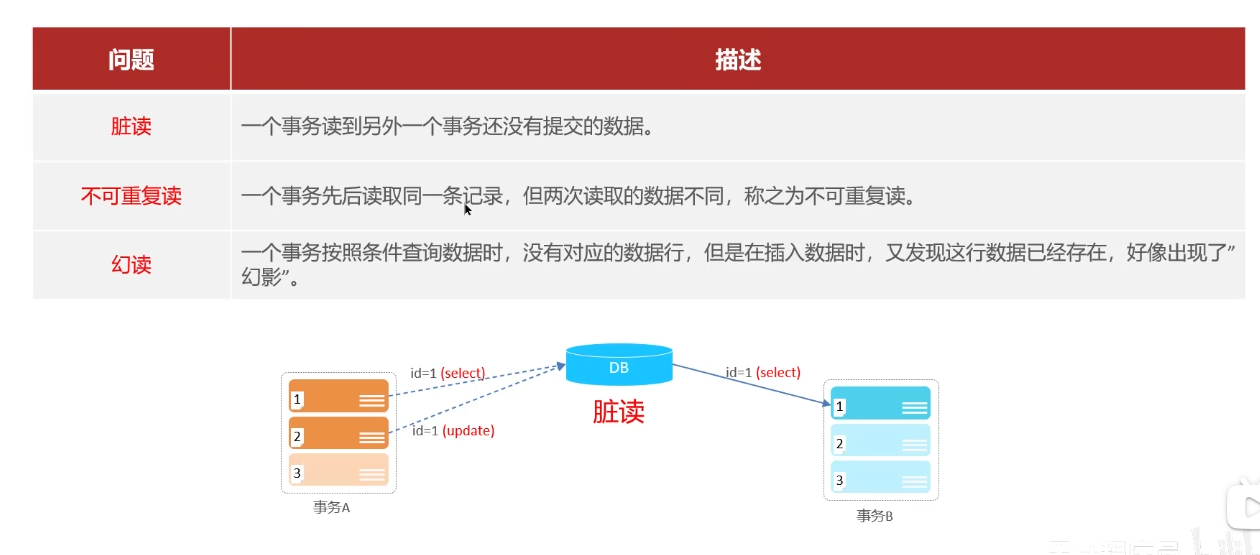 问题
描述
脏读
一个事务读到另外一个事务还没有提交的数据。
不可重复读
一个事务先后读取同一条记录，但两次读取的数据不同，称之为不可重复读。
幻读
一个事务按照条件查询数据时，没有对应的数据行，但是在插入数据时，又发现这行数据已经存在，好像出现了”
幻影”。
id=1 (select)
DB
id=1 (select)
脏读
id=1 (update)
1
2
3
事务A
1
2
3
事务B